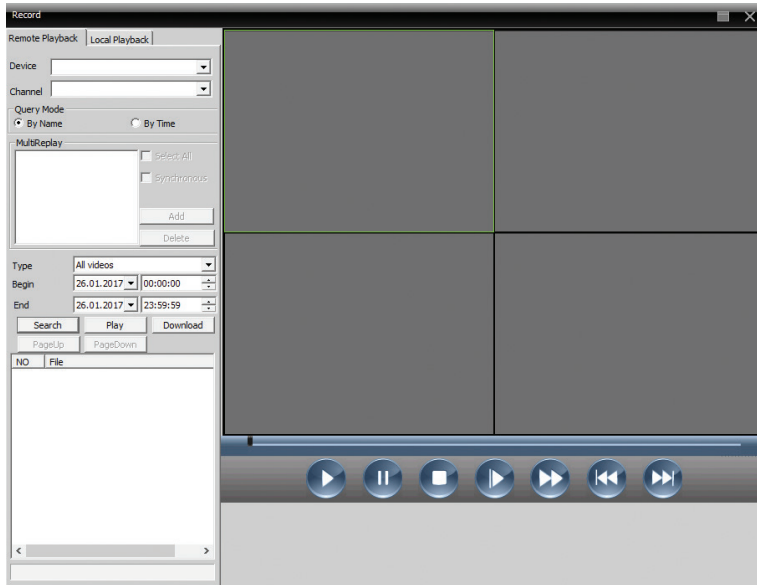 Record
Remote Playback Local Playback
Device
Channel
Query Mode
By Name By Time
MultiReplay
Select All
Synchronous
Add
Delete
Type All videos
Begin 26.01.2017 00:00:00
End 26.01.2017 23:59:59
Search Play Download
PageUp PageDown
NO File